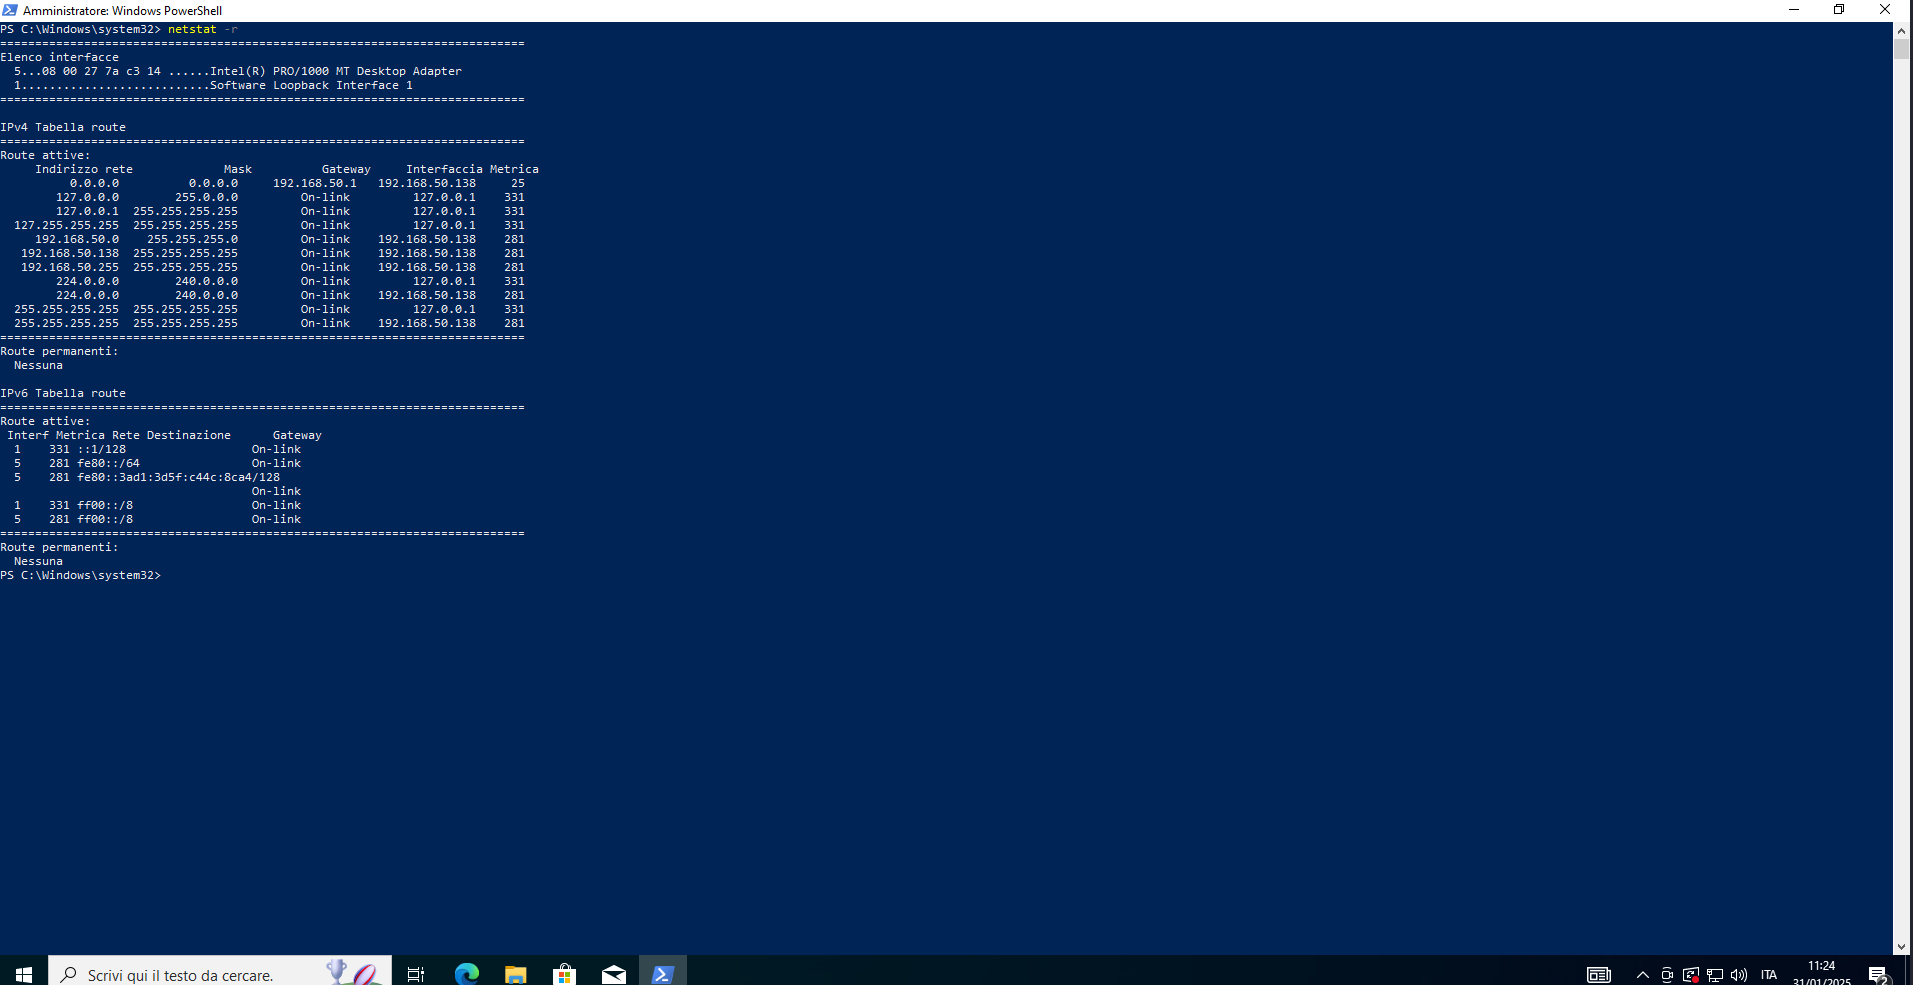 Amministratore: Windows PowerShell
PS C:\Windows\system32> netstat -r
===========================================================================
Elenco interfacce
  5...08 00 27 7a c3 14 ......Intel(R) PRO/1000 MT Desktop Adapter
  1...........................Software Loopback Interface 1
===========================================================================

IPv4 Tabella route
===========================================================================
Route attive:
     Indirizzo rete             Mask          Gateway     Interfaccia Metrica
          0.0.0.0          0.0.0.0     192.168.50.1   192.168.50.138     25
        127.0.0.0        255.0.0.0         On-link         127.0.0.1    331
        127.0.0.1  255.255.255.255         On-link         127.0.0.1    331
  127.255.255.255  255.255.255.255         On-link         127.0.0.1    331
     192.168.50.0    255.255.255.0         On-link    192.168.50.138    281
   192.168.50.138  255.255.255.255         On-link    192.168.50.138    281
   192.168.50.255  255.255.255.255         On-link    192.168.50.138    281
        224.0.0.0        240.0.0.0         On-link         127.0.0.1    331
        224.0.0.0        240.0.0.0         On-link    192.168.50.138    281
  255.255.255.255  255.255.255.255         On-link         127.0.0.1    331
  255.255.255.255  255.255.255.255         On-link    192.168.50.138    281
===========================================================================
Route permanenti:
  Nessuna

IPv6 Tabella route
===========================================================================
Route attive:
 Interf Metrica Rete Destinazione      Gateway
  1    331 ::1/128                  On-link
  5    281 fe80::/64                On-link
  5    281 fe80::3ad1:3d5f:c44c:8ca4/128
                                    On-link
  1    331 ff00::/8                 On-link
  5    281 ff00::/8                 On-link
===========================================================================
Route permanenti:
  Nessuna
PS C:\Windows\system32>
Scrivi qui il testo da cercare.
ITA
11:24
31/01/2025
2